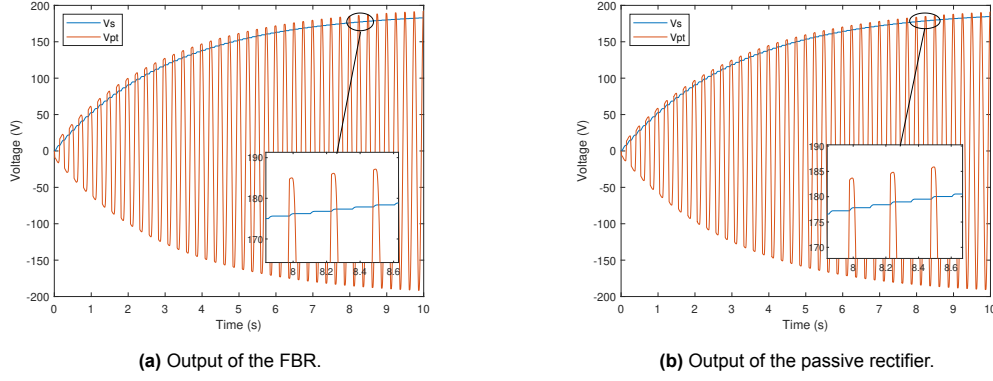 200
150
100
50
0
-50
-100
-150
-200
Voltage (V)
Vs
Vpt
190
180
170
8
8.2
8.4
8.6
0 1 2 3 4 5 6 7 8 9 10
Time (s)
(a) Output of the FBR.
200
150
100
50
0
-50
-100
-150
-200
Voltage (V)
Vs
Vpt
190
185
180
175
170
8
8.2
8.4
8.6
0 1 2 3 4 5 6 7 8 9 10
Time (s)
(b) Output of the passive rectifier.